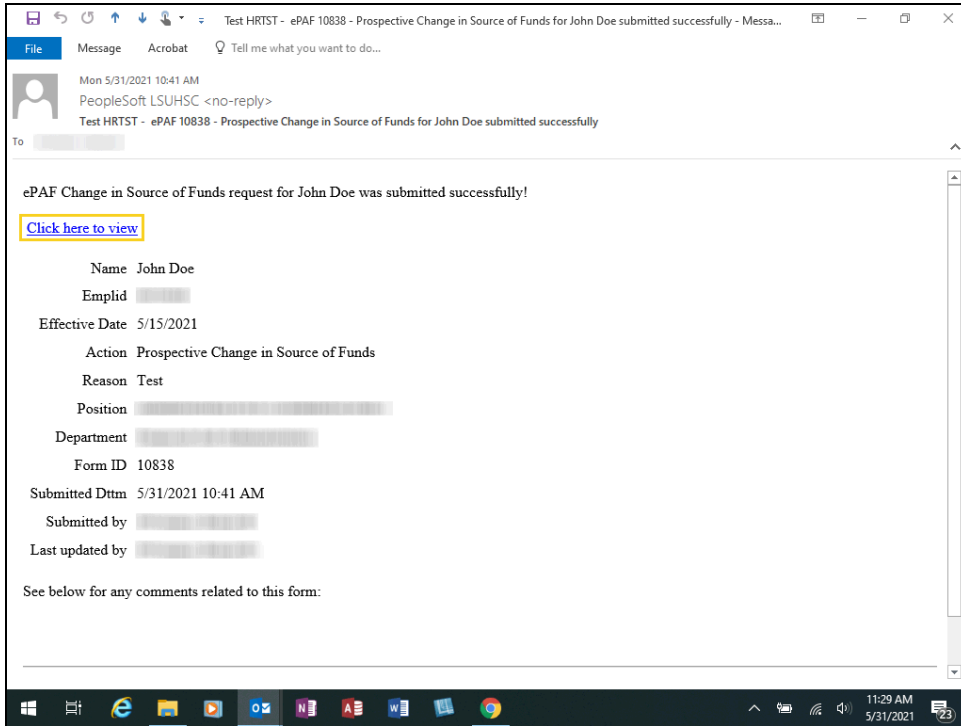 Test HRTST - ePAF 10838 - Prospective Change in Source of Funds for John Doe submitted successfully - Messa...
File Message Acrobat Tell me what you want to do...
Mon 5/31/2021 10:41 AM
PeopleSoft LSUHSC <no-reply>
Test HRTST - ePAF 10838 - Prospective Change in Source of Funds for John Doe submitted successfully
To
ePAF Change in Source of Funds request for John Doe was submitted successfully!
Click here to view
Name John Doe
Emplid
Effective Date 5/15/2021
Action Prospective Change in Source of Funds
Reason Test
Position
Department
Form ID 10838
Submitted Dttm 5/31/2021 10:41 AM
Submitted by
Last updated by
See below for any comments related to this form:
11:29 AM
5/31/2021
23